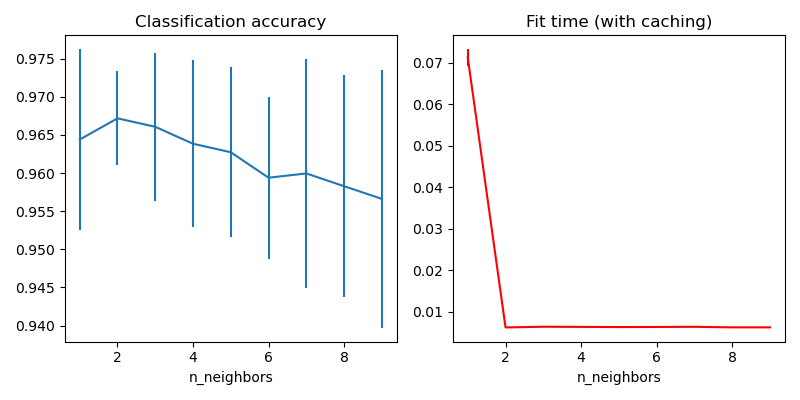 Classification accuracy
0.975
0.970
0.965
0.960
0.955
0.950
0.945
0.940
2 4 6 8
n_neighbors
Fit time (with caching)
0.07
0.06
0.05
0.04
0.03
0.02
0.01
2 4 6 8
n_neighbors